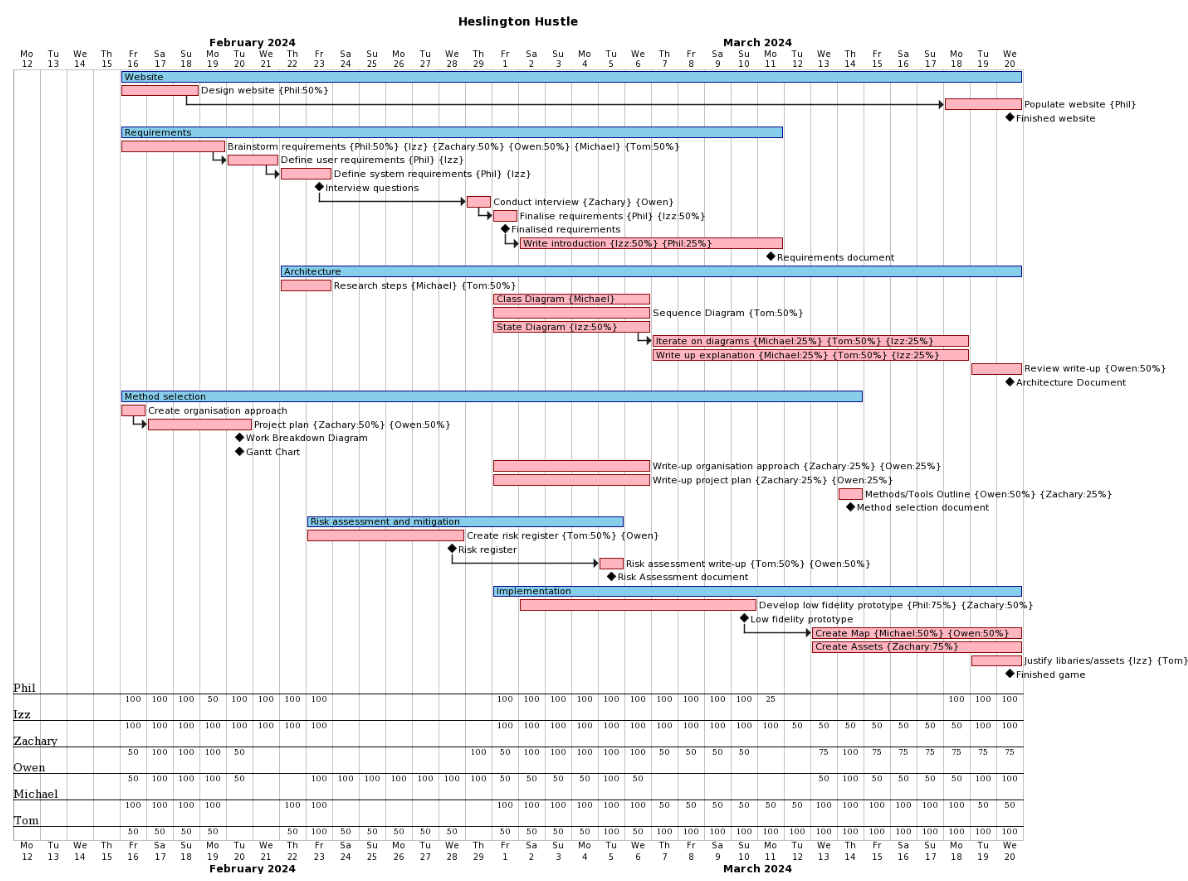 Heslington Hustle
February 2024 March 2024
Mo Tu We Th Fr Sa Su Mo Tu We Th Fr Sa Su Mo Tu We Th Fr Sa Su Mo Tu We Th Fr Sa Su Mo Tu We Th Fr Sa Su Mo Tu We
12 13 14 15 16 17 18 19 20 21 22 23 24 25 26 27 28 29 1 2 3 4 5 6 7 8 9 10 11 12 13 14 15 16 17 18 19 20
Website
Design website {Phil:50%}
Populate website {Phil}
Finished website
Requirements
Brainstorm requirements {Phil:50%} {Izz} {Zachary:50%} {Owen:50%} {Michael} {Tom:50%}
Define user requirements {Phil} {Izz}
Define system requirements {Phil} {Izz}
Interview questions
Conduct interview {Zachary} {Owen}
Finalise requirements {Phil} {Izz:50%}
Finalised requirements
Write introduction {Izz:50%} {Phil:25%}
Requirements document
Architecture
Research steps {Michael} {Tom:50%}
Class Diagram {Michael}
Sequence Diagram {Tom:50%}
State Diagram {Izz:50%}
Iterate on diagrams {Michael:25%} {Tom:50%} {Izz:25%}
Write up explanation {Michael:25%} {Tom:50%} {Izz:25%}
Review write-up {Owen:50%}
Architecture Document
Method selection
Create organisation approach
Project plan {Zachary:50%} {Owen:50%}
Work Breakdown Diagram
Gantt Chart
Write-up organisation approach {Zachary:25%} {Owen:25%}
Write-up project plan {Zachary:25%} {Owen:25%}
Methods/Tools Outline {Owen:50%} {Zachary:25%}
Method selection document
Risk assessment and mitigation
Create risk register {Tom:50%} {Owen}
Risk register
Risk assessment write-up {Tom:50%} {Owen:50%}
Risk Assessment document
Implementation
Develop low fidelity prototype {Phil:75%} {Zachary:50%}
Low fidelity prototype
Create Map {Michael:50%} {Owen:50%}
Create Assets {Zachary:75%}
Justify libaries/assets {Izz} {Tom}
Finished game
Phil
100 100 100 50 100 100 100 100 100 100 100 100 100 100 100 100 100 100 25 100 100 100
Izz
100 100 100 100 100 100 100 100 100 100 100 100 100 100 100 100 100 100 100 50 50 50 50 50 50 50 100 100
Zachary
50 100 100 100 50 100 50 100 100 100 100 100 50 50 50 50 75 100 75 75 75 75 75 75
Owen
50 100 100 100 50 100 100 100 100 100 100 100 50 50 50 50 100 50 50 100 50 50 50 50 100 100
Michael
100 100 100 100 100 100 100 100 100 100 100 100 50 50 50 50 50 50 100 100 100 100 100 50 50
Tom
50 50 50 50 50 100 50 50 50 50 50 50 50 50 100 50 100 100 100 100 100 100 100 100 100 100 100 100 100
Mo Tu We Th Fr Sa Su Mo Tu We Th Fr Sa Su Mo Tu We Th Fr Sa Su Mo Tu We Th Fr Sa Su Mo Tu We Th Fr Sa Su Mo Tu We
12 13 14 15 16 17 18 19 20 21 22 23 24 25 26 27 28 29 1 2 3 4 5 6 7 8 9 10 11 12 13 14 15 16 17 18 19 20
February 2024 March 2024